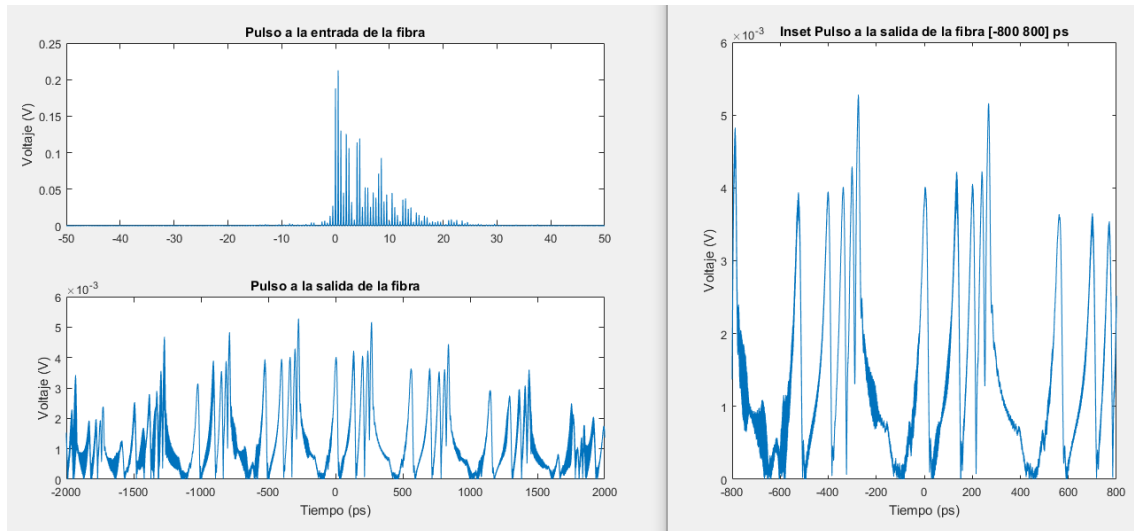 Pulso a la entrada de la fibra
0.25
0.2
0.15
0.1
0.05
0
Voltaje (V)
-50 -40 -30 -20 -10 0 10 20 30 40 50
Pulso a la salida de la fibra
×10⁻³
6
5
4
3
2
1
0
Voltaje (V)
-2000 -1500 -1000 -500 0 500 1000 1500 2000
Tiempo (ps)
Inset Pulso a la salida de la fibra [-800 800] ps
×10⁻³
6
5
4
3
2
1
0
Voltaje (V)
-800 -600 -400 -200 0 200 400 600 800
Tiempo (ps)